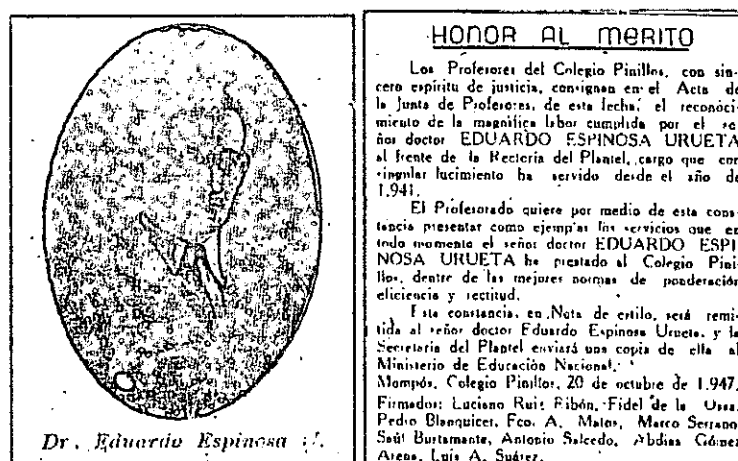 Dr. Eduardo Espinosa U.
HONOR AL MERITO
Los Profesores del Colegio Pinillos, con sin-
cero espíritu de justicia, consignan en el Acta de
la Junta de Profesores, de esta fecha, el reconoci-
miento de la magnífica labor cumplida por el se-
ñor doctor EDUARDO ESPINOSA URUETA
al frente de la Rectoría del Plantel, cargo que con
singular lucimiento ha servido desde el año de
1.941.
El Profesorado quiere por medio de esta cons-
tancia presentar como ejemplas los servicios que en
todo momento el señor doctor EDUARDO ESPI
NOSA URUETA ha prestado al Colegio Pini-
llos, dentro de las mejores normas de ponderación
eficiencia y rectitud.
Esta constancia, en Nota de estilo, será remi-
tida al señor doctor Eduardo Espinosa Urueta, y la
Secretaria del Plantel enviará una copia de ella al
Ministerio de Educación Nacional.
Mompós, Colegio Pinillos, 20 de octubre de 1.947.
Firmados: Luciano Ruiz Ribón, Fidel de la Ossa,
Pedro Blanquicet, Fco. A. Matos, Marco Serrano
Saúl Bustamante, Antonio Salcedo, Abdías Gómez
Arena, Luis A. Suárez.